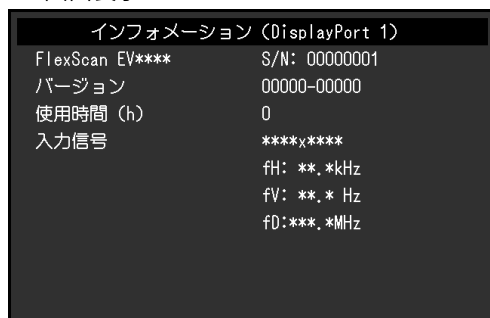 インフォメーション (DisplayPort 1)
FlexScan EV**** S/N: 00000001
バージョン 00000-00000
使用時間 (h) 0
入力信号 ****x****
fH: **.*kHz
fV: **.* Hz
fD:***.*MHz